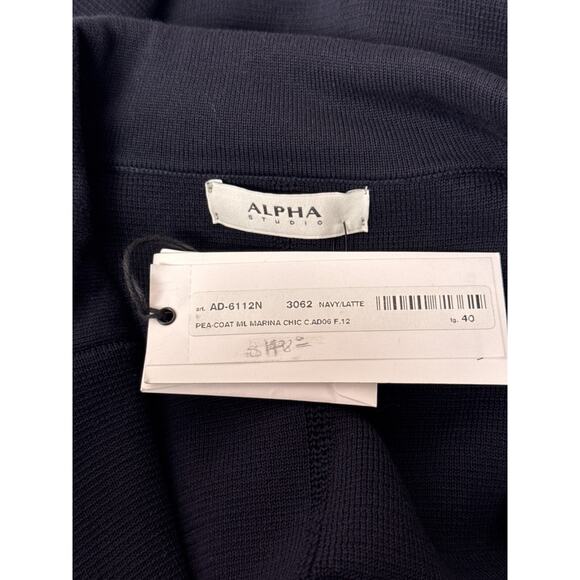 ALPHA
STUDIO
art. AD-6112N 3062 NAVY/LATTE
PEA-COAT ML MARINA CHIC C.AD06 F.12
tg. 40